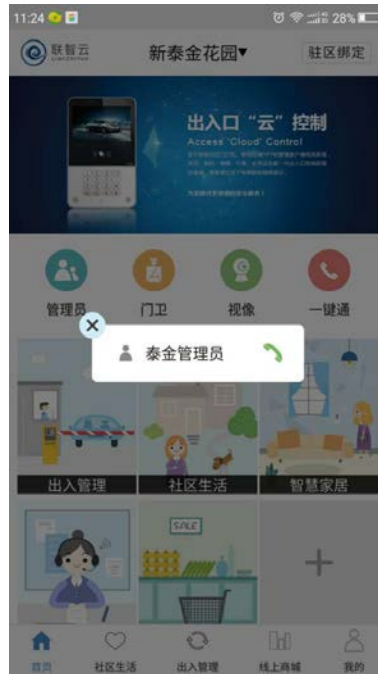 11:24
28%
联智云
新泰金花园▼
驻区绑定
出入口“云”控制
Access 'Cloud' Control
管理员
门卫
视像
一键通
泰金管理员
出入管理
社区生活
智慧家居
SALE
首页
社区生活
出入管理
线上商城
我的